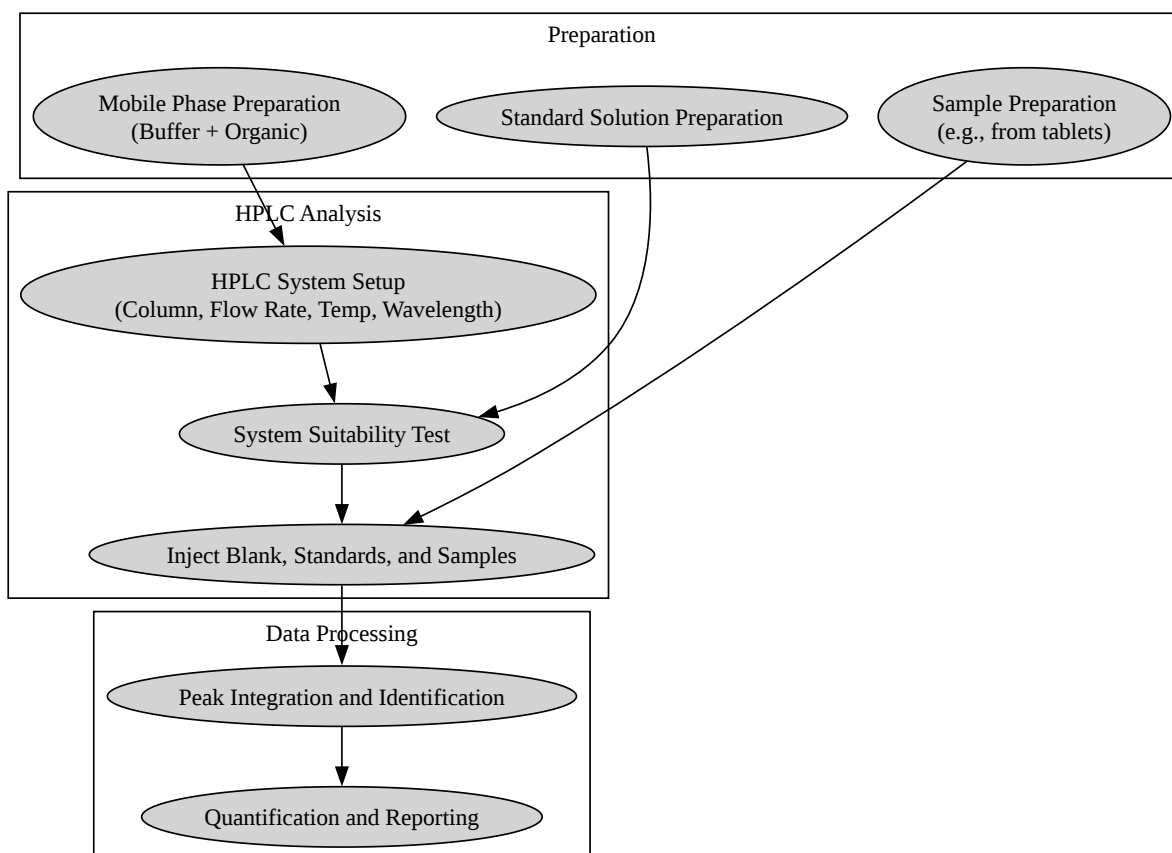 Preparation
Mobile Phase Preparation
(Buffer + Organic)
Standard Solution Preparation
Sample Preparation
(e.g., from tablets)
HPLC Analysis
HPLC System Setup
(Column, Flow Rate, Temp, Wavelength)
System Suitability Test
Inject Blank, Standards, and Samples
Data Processing
Peak Integration and Identification
Quantification and Reporting